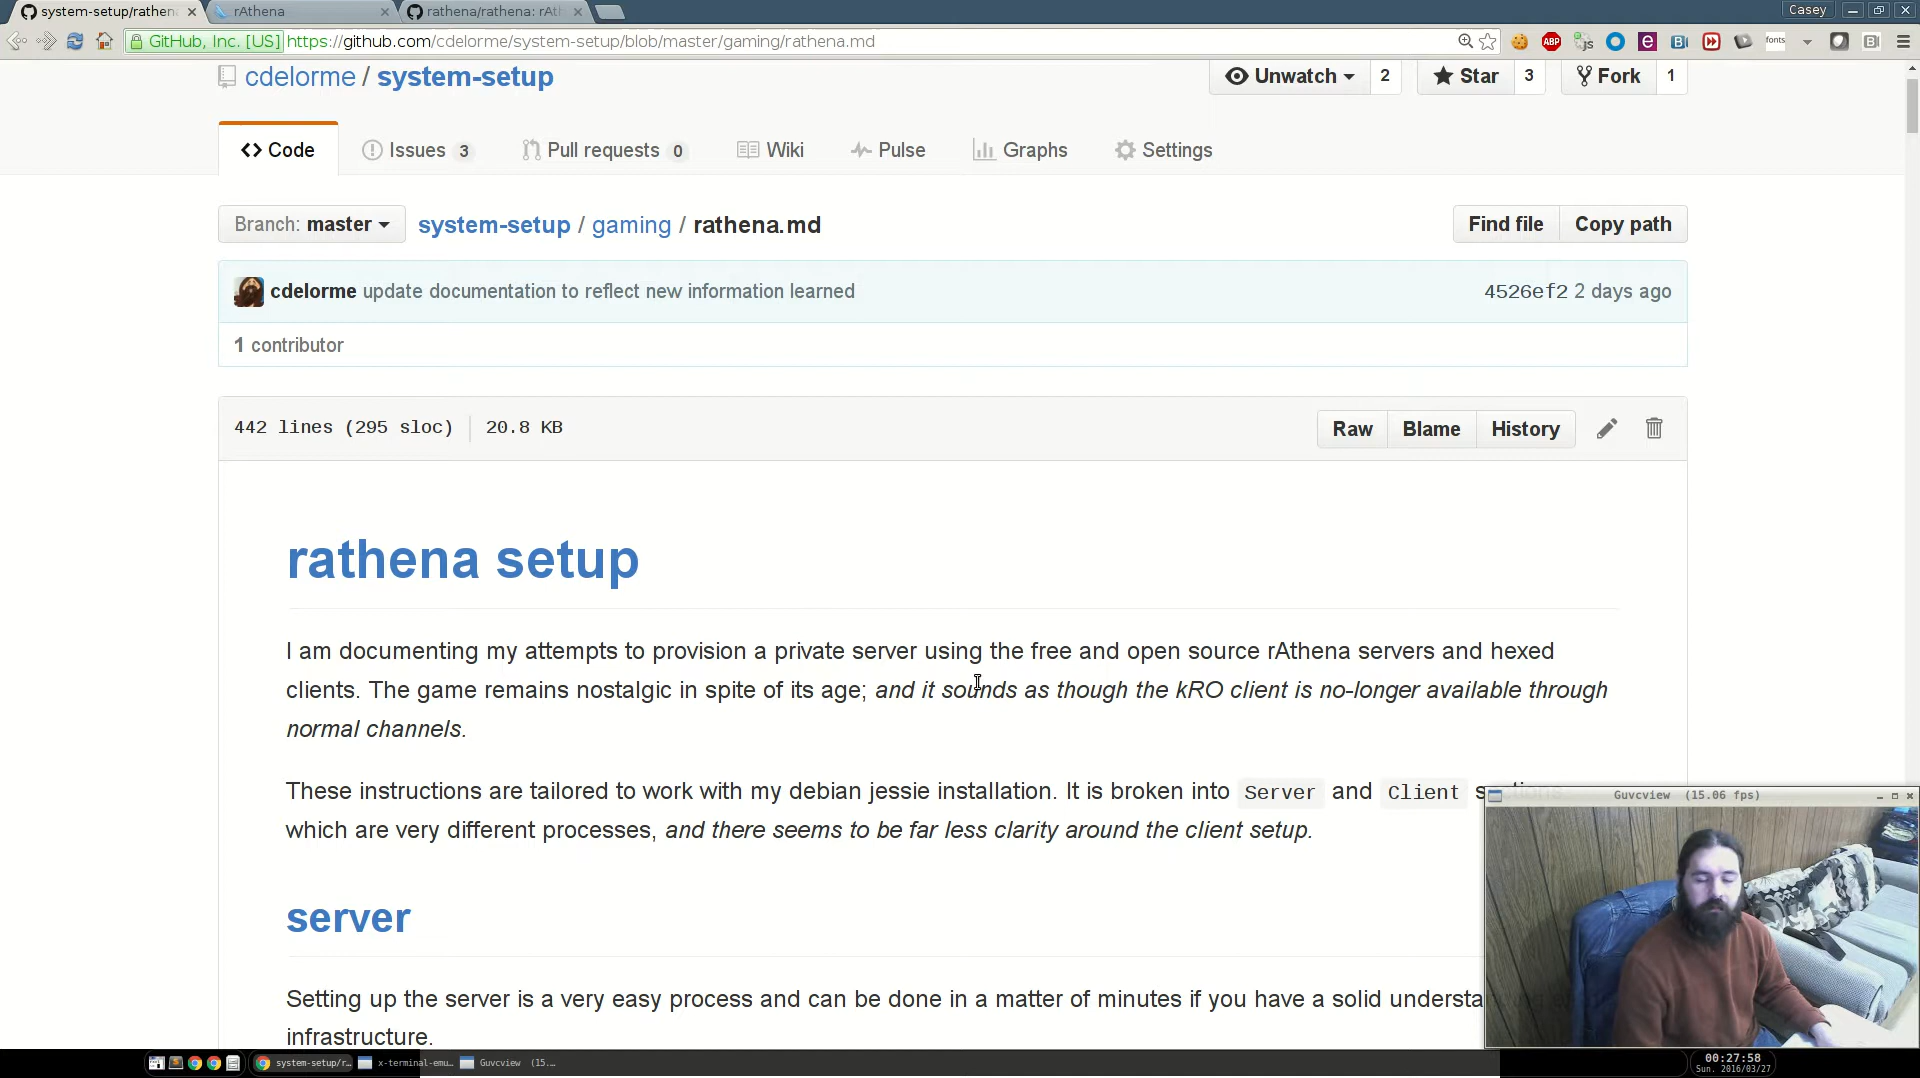 system-setup/rathen
rAthena
rathena/rathena: rAt
Casey
GitHub, Inc. [US] https://github.com/cdelorme/system-setup/blob/master/gaming/rathena.md
ABP
js
e
fonts
cdelorme / system-setup
Unwatch 2
Star 3
Fork 1
Code
Issues 3
Pull requests 0
Wiki
Pulse
Graphs
Settings
Branch: master
system-setup / gaming / rathena.md
Find file
Copy path
cdelorme update documentation to reflect new information learned
4526ef2 2 days ago
1 contributor
442 lines (295 sloc) 20.8 KB
Raw
Blame
History
rathena setup
I am documenting my attempts to provision a private server using the free and open source rAthena servers and hexed
clients. The game remains nostalgic in spite of its age; and it sounds as though the kRO client is no-longer available through
normal channels.
These instructions are tailored to work with my debian jessie installation. It is broken into Server and Client sections
which are very different processes, and there seems to be far less clarity around the client setup.
server
Setting up the server is a very easy process and can be done in a matter of minutes if you have a solid understa
infrastructure.
Guvcview (15.06 fps)
system-setup/r...
x-terminal-emu...
Guvcview (15....
00:27:58
Sun. 2016/03/27